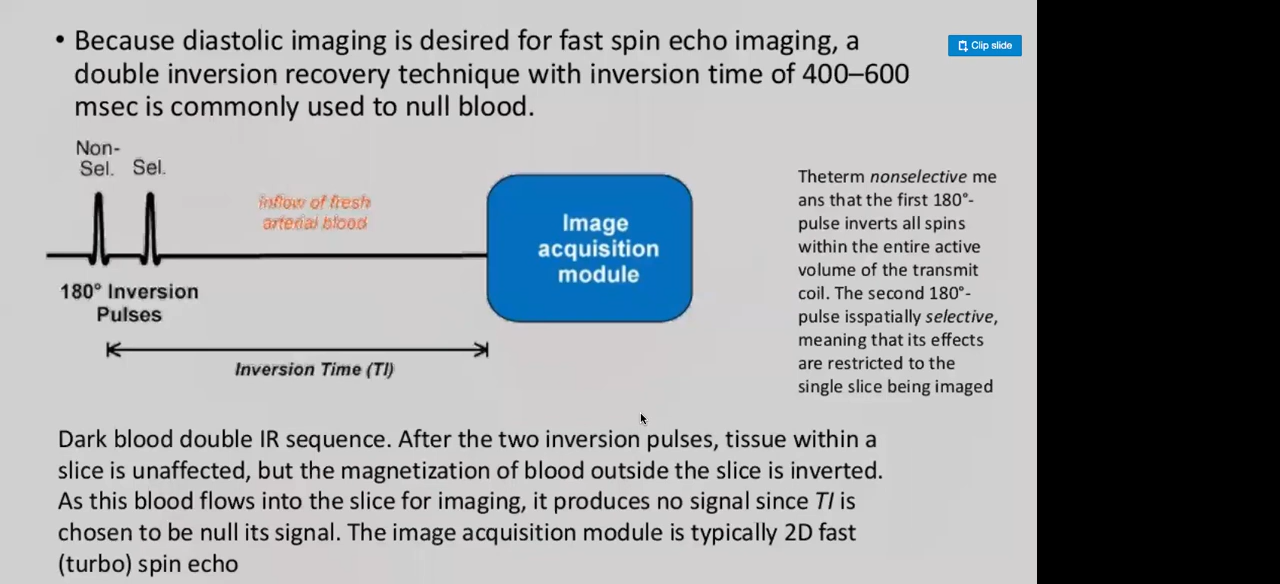 • Because diastolic imaging is desired for fast spin echo imaging, a
double inversion recovery technique with inversion time of 400–600
msec is commonly used to null blood.
Clip slide
Non-
Sel. Sel.
inflow of fresh
arterial blood
Image
acquisition
module
180° Inversion
Pulses
Inversion Time (TI)
Theterm nonselective me
ans that the first 180°-
pulse inverts all spins
within the entire active
volume of the transmit
coil. The second 180°-
pulse isspatially selective,
meaning that its effects
are restricted to the
single slice being imaged
Dark blood double IR sequence. After the two inversion pulses, tissue within a
slice is unaffected, but the magnetization of blood outside the slice is inverted.
As this blood flows into the slice for imaging, it produces no signal since TI is
chosen to be null its signal. The image acquisition module is typically 2D fast
(turbo) spin echo